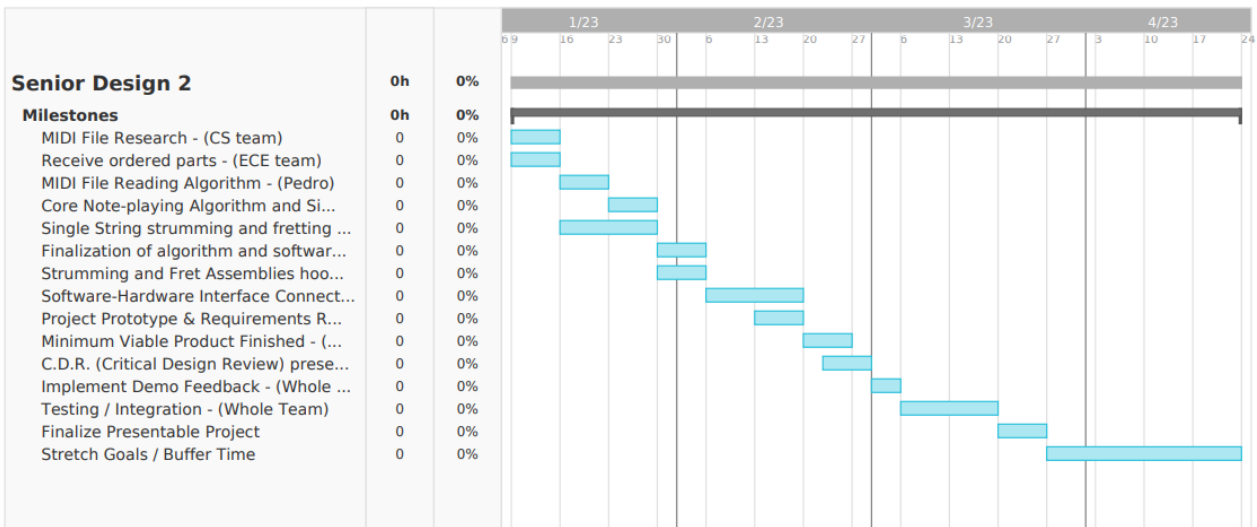 1/23 2/23 3/23 4/23
6 9 16 23 30 6 13 20 27 6 13 20 27 3 10 17 24
Senior Design 2 0h 0%
Milestones 0h 0%
MIDI File Research - (CS team) 0 0%
Receive ordered parts - (ECE team) 0 0%
MIDI File Reading Algorithm - (Pedro) 0 0%
Core Note-playing Algorithm and Si... 0 0%
Single String strumming and fretting ... 0 0%
Finalization of algorithm and softwar... 0 0%
Strumming and Fret Assemblies hoo... 0 0%
Software-Hardware Interface Connect... 0 0%
Project Prototype & Requirements R... 0 0%
Minimum Viable Product Finished - (... 0 0%
C.D.R. (Critical Design Review) prese... 0 0%
Implement Demo Feedback - (Whole ... 0 0%
Testing / Integration - (Whole Team) 0 0%
Finalize Presentable Project 0 0%
Stretch Goals / Buffer Time 0 0%